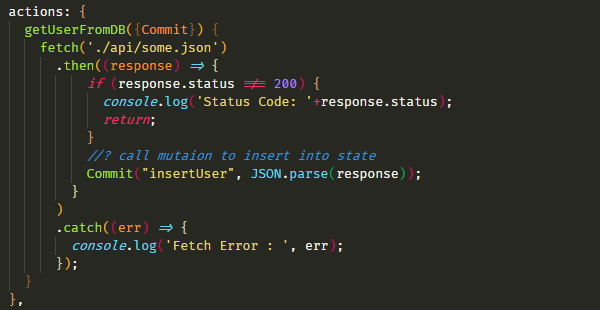 actions: {
getUserFromDB({Commit}) {
fetch('./api/some.json')
.then((response) => {
if (response.status !== 200) {
console.log('Status Code: '+response.status);
return;
}
//? call mutaion to insert into state
Commit("insertUser", JSON.parse(response));
}
)
.catch((err) => {
console.log('Fetch Error : ', err);
});
}
},